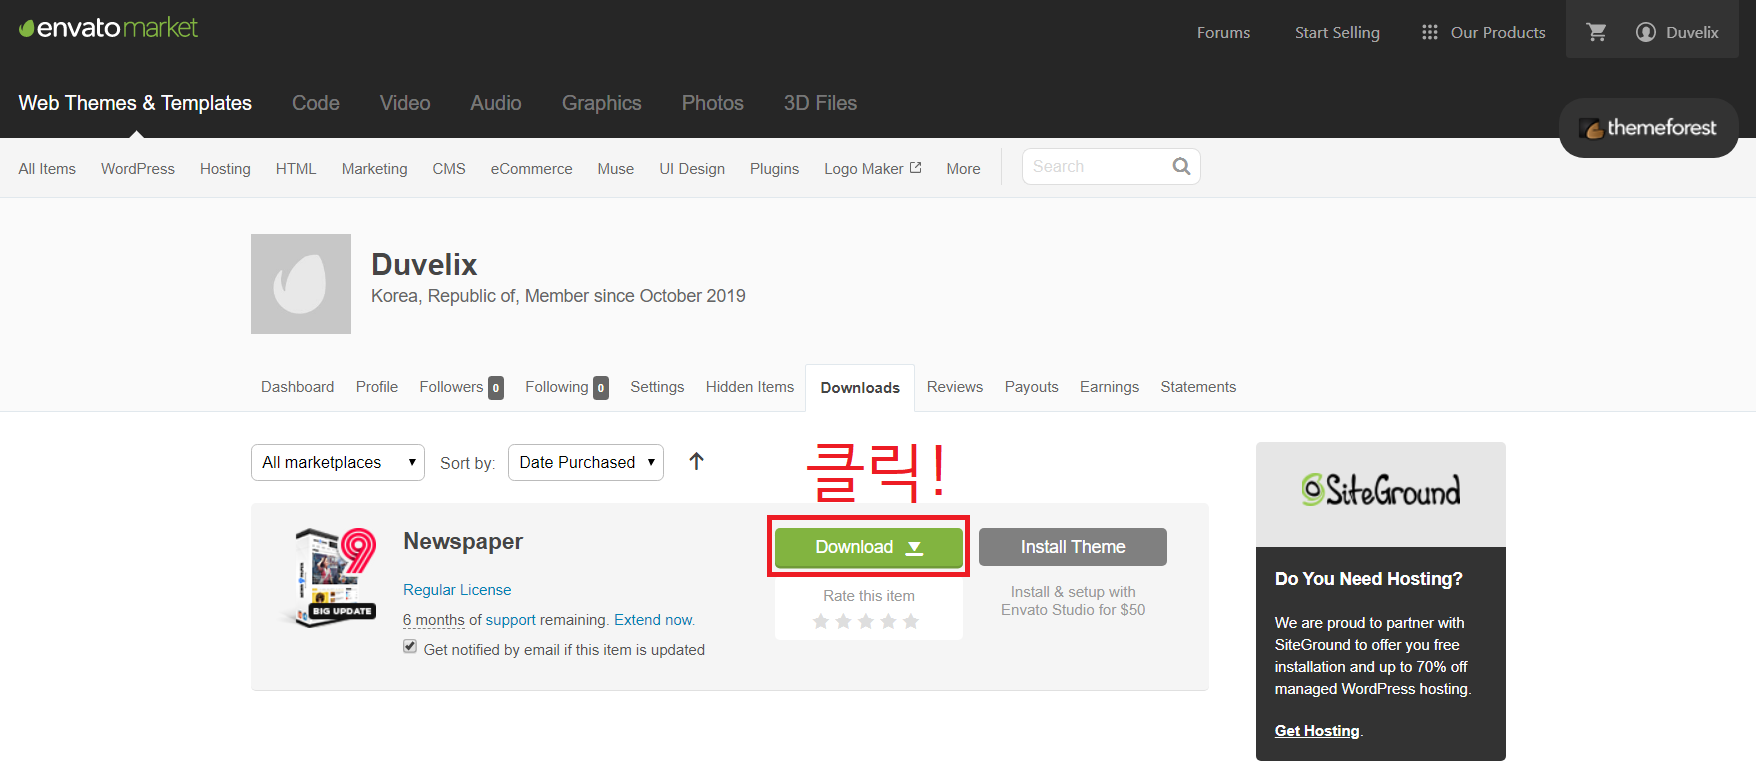 envato market
Forums
Start Selling
Our Products
Duvelix
Web Themes & Templates
Code
Video
Audio
Graphics
Photos
3D Files
themeforest
All Items
WordPress
Hosting
HTML
Marketing
CMS
eCommerce
Muse
UI Design
Plugins
Logo Maker
More
Search
Duvelix
Korea, Republic of, Member since October 2019
Dashboard
Profile
Followers 0
Following 0
Settings
Hidden Items
Downloads
Reviews
Payouts
Earnings
Statements
All marketplaces
Sort by:
Date Purchased
클릭!
9
BIG UPDATE
Newspaper
Regular License
6 months of support remaining. Extend now.
Get notified by email if this item is updated
Download
Rate this item
Install Theme
Install & setup with
Envato Studio for $50
SiteGround
Do You Need Hosting?
We are proud to partner with
SiteGround to offer you free
installation and up to 70% off
managed WordPress hosting.
Get Hosting.